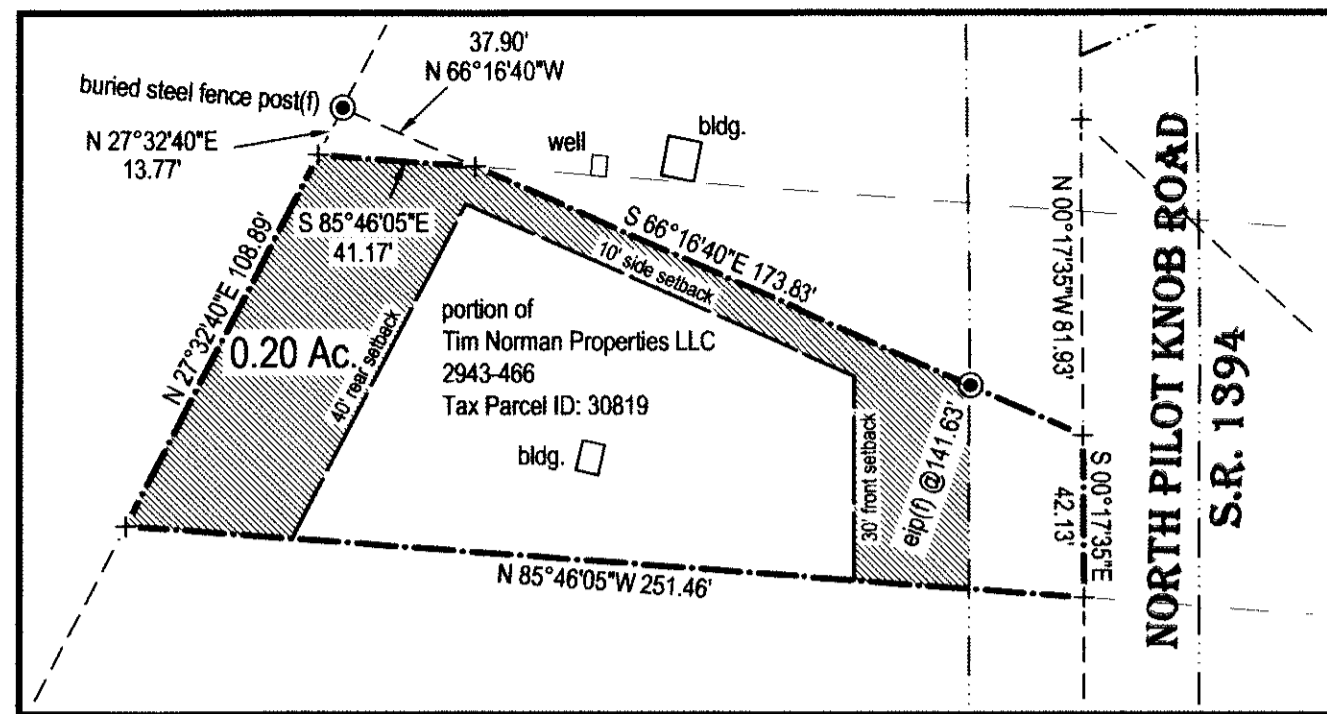 37.90'
N 66°16'40"W
buried steel fence post(f)
N 27°32'40"E
13.77'
well
bldg.
S 85°46'05"E
41.17'
S 66°16'40"E 173.83'
10' side setback
N 00°17'35"W 81.93'
NORTH PILOT KNOB ROAD
S.R. 1394
N 27°32'40"E 108.89'
0.20 Ac.
40' rear setback
portion of
Tim Norman Properties LLC
2943-466
Tax Parcel ID: 30819
bldg.
30' front setback
eip(f) @141.63'
S 00°17'35"E
42.13'
N 85°46'05"W 251.46'